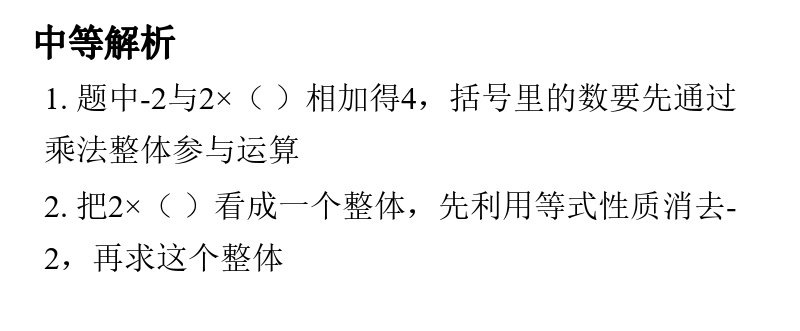 中等解析
1. 题中-2与2×（ ）相加得4，括号里的数要先通过
乘法整体参与运算
2. 把2×（ ）看成一个整体，先利用等式性质消去-
2，再求这个整体